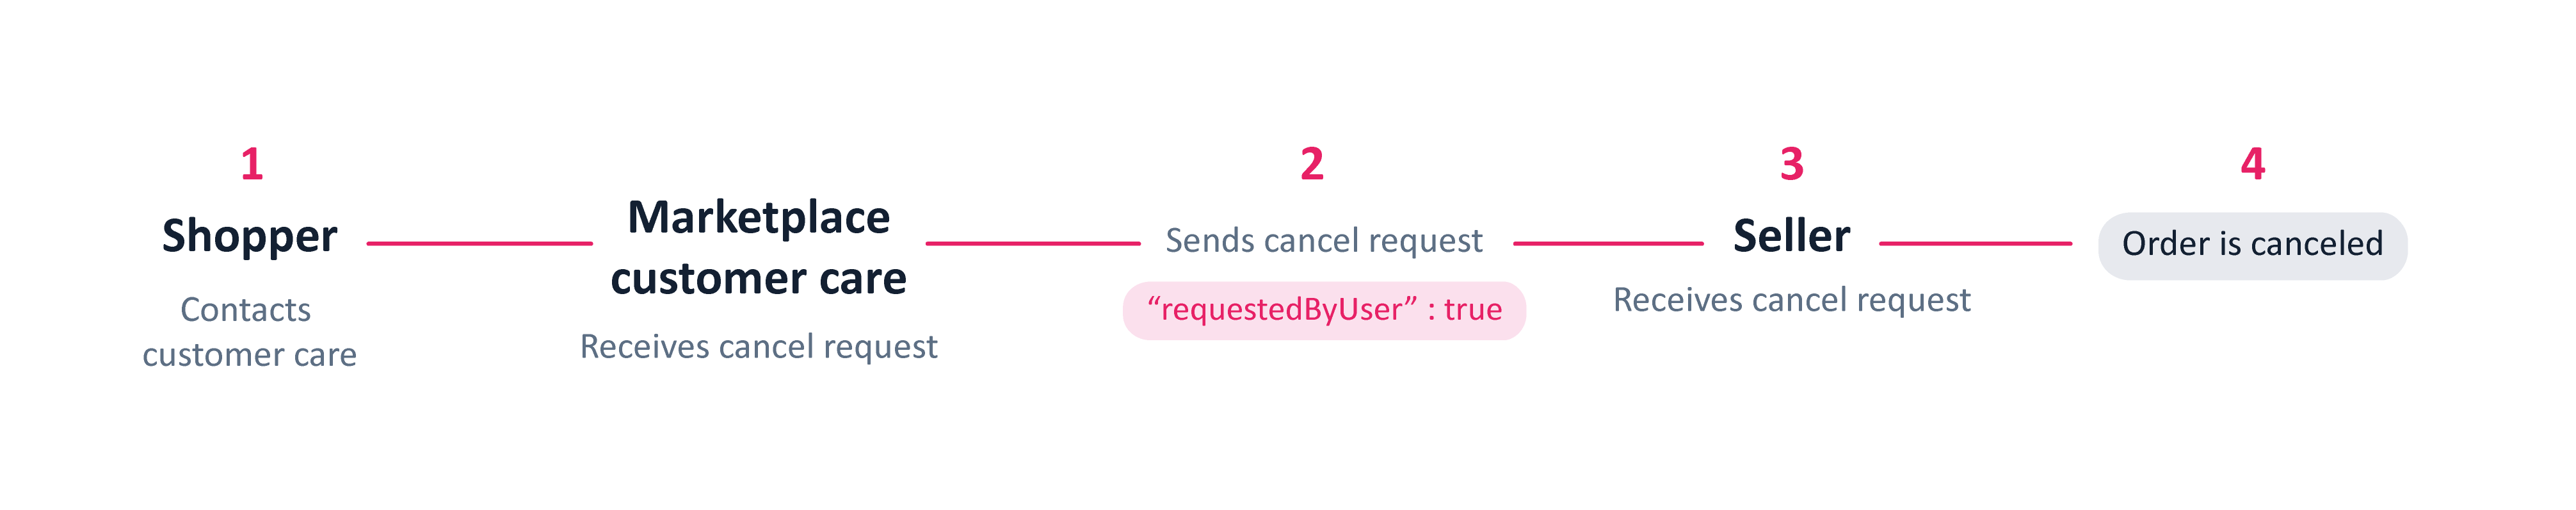 1
Shopper
Contacts
customer care
Marketplace
customer care
Receives cancel request
2
Sends cancel request
“requestedByUser” : true
3
Seller
Receives cancel request
4
Order is canceled